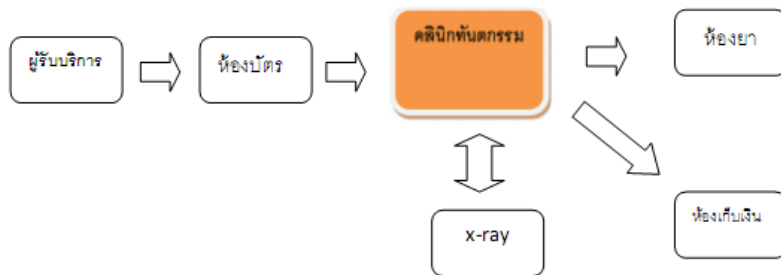 ผู้รับบริการ
ห้องบัตร
คลินิกทันตกรรม
ห้องยา
x-ray
ห้องเก็บเงิน